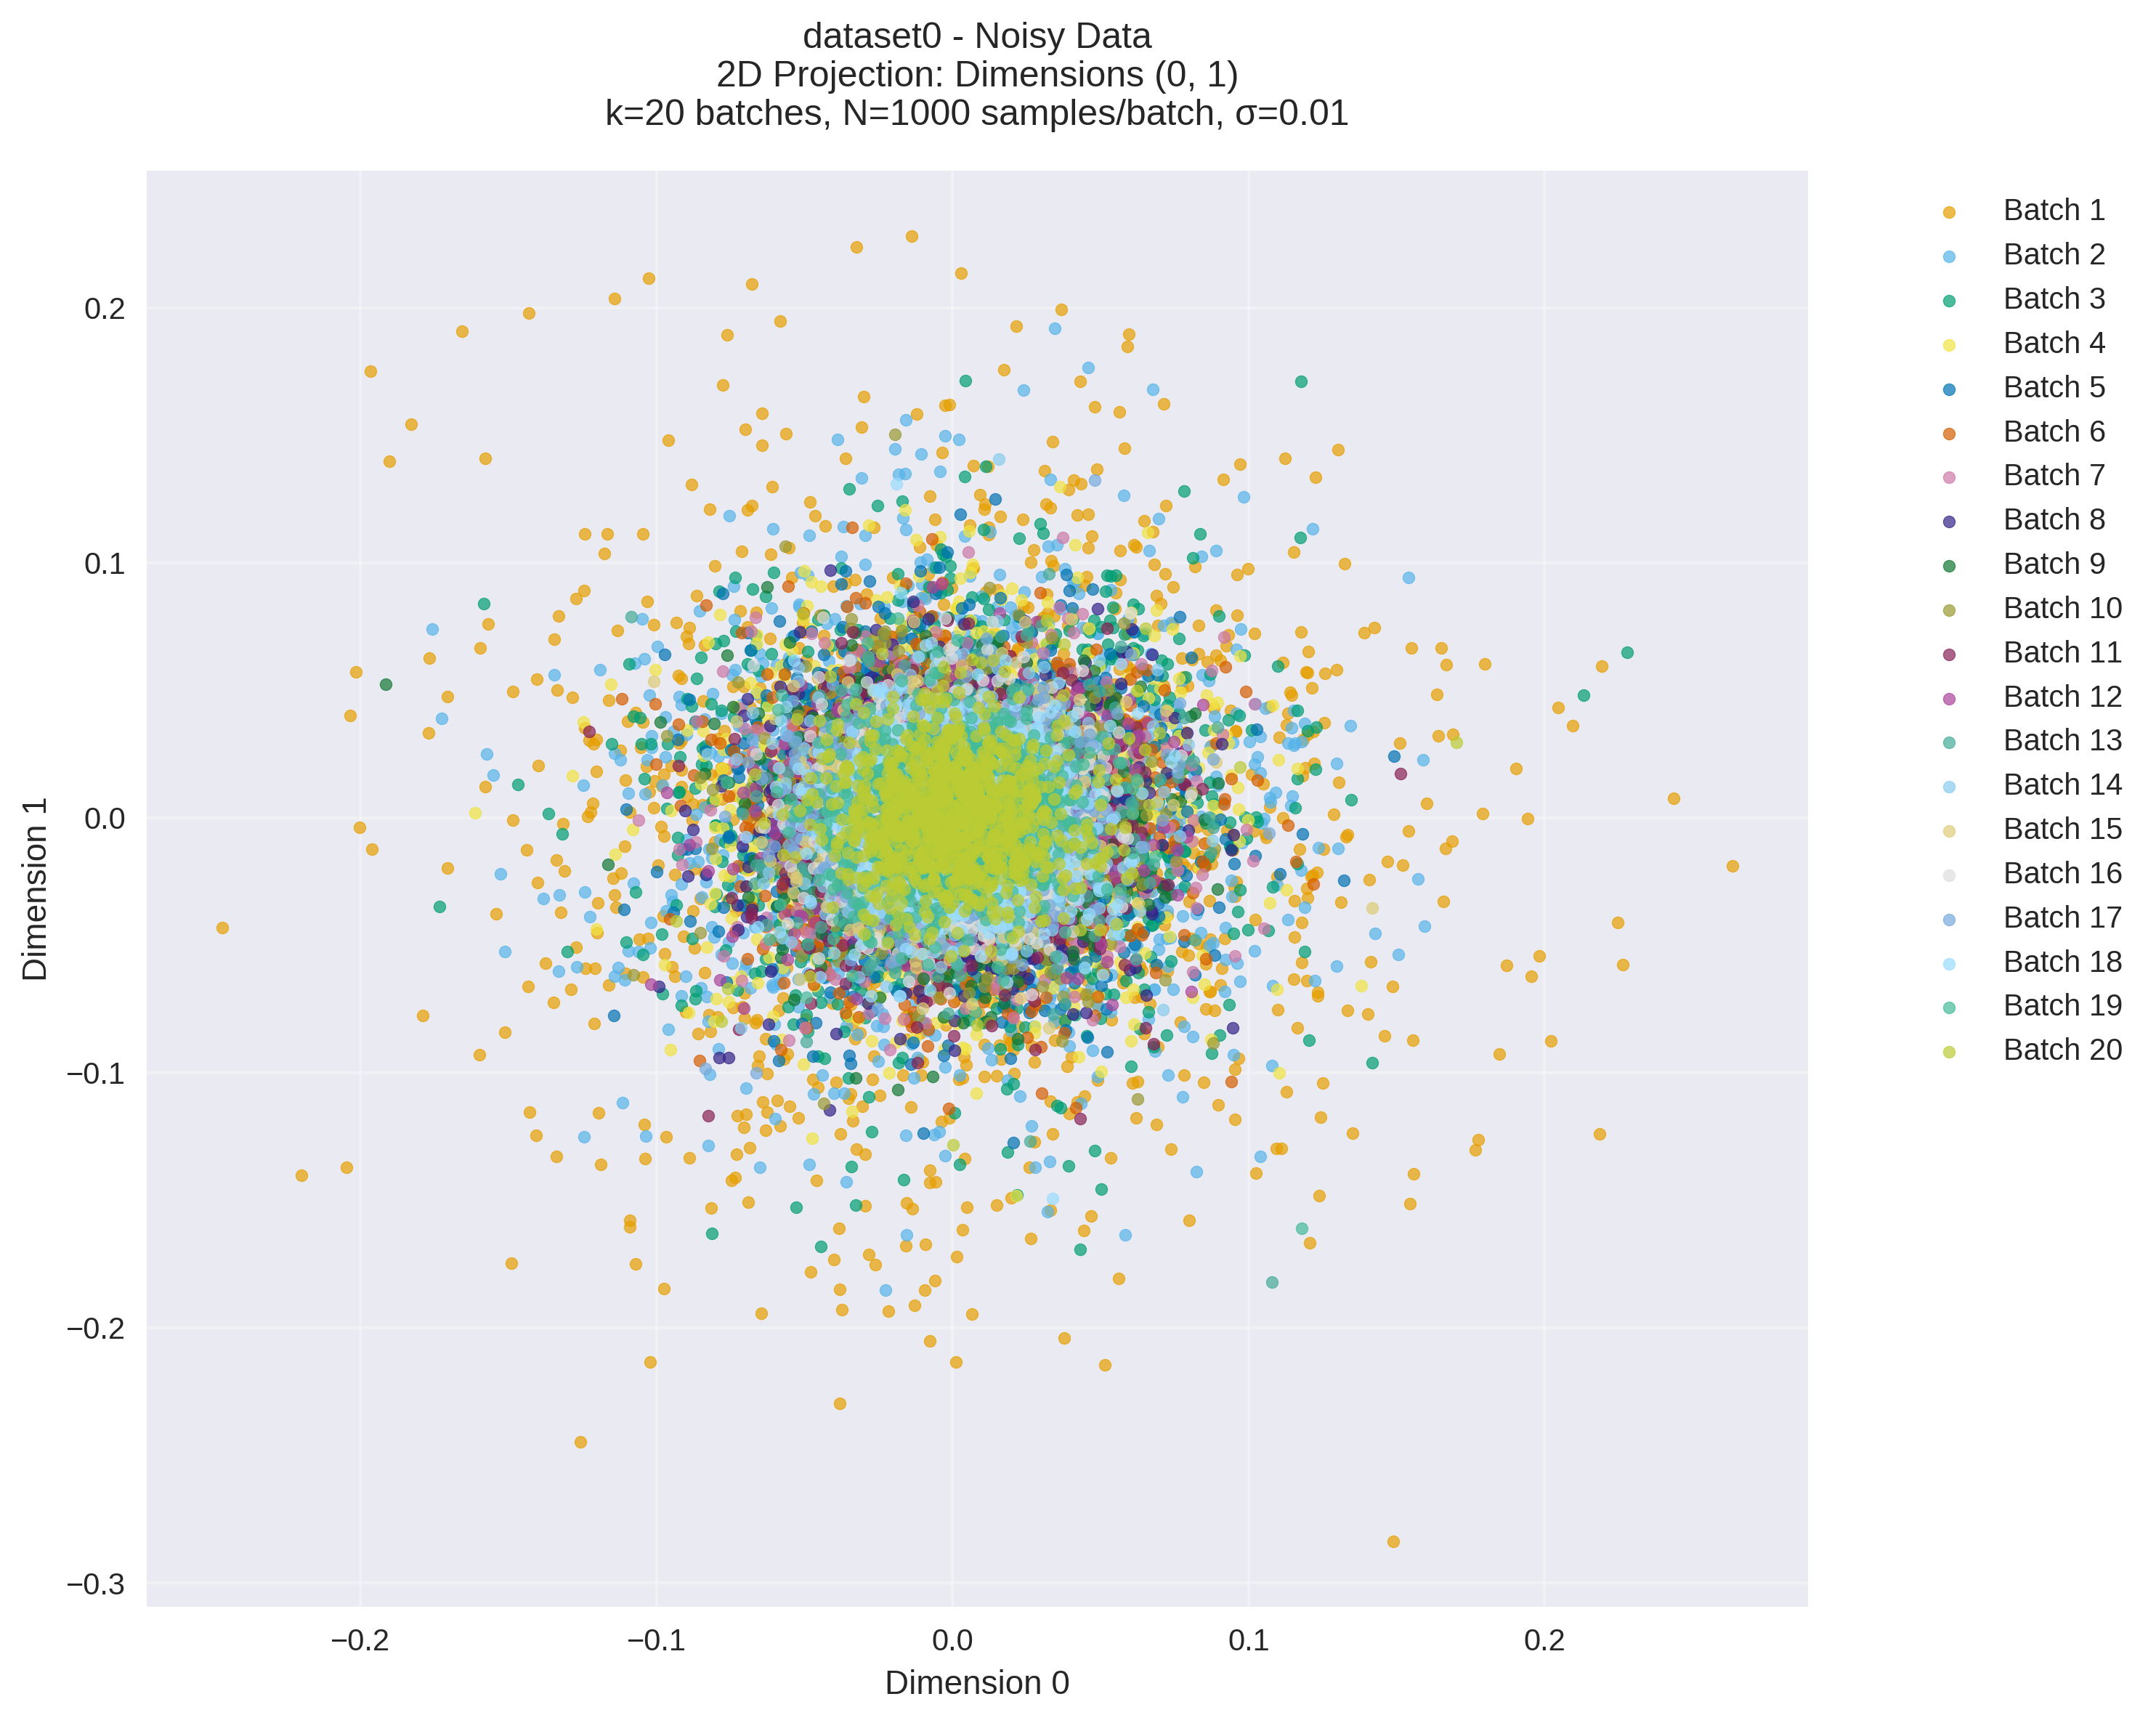 dataset0 - Noisy Data
2D Projection: Dimensions (0, 1)
k=20 batches, N=1000 samples/batch, σ=0.01
Dimension 1
0.2
0.1
0.0
−0.1
−0.2
−0.3
−0.2
−0.1
0.0
0.1
0.2
Dimension 0
Batch 1
Batch 2
Batch 3
Batch 4
Batch 5
Batch 6
Batch 7
Batch 8
Batch 9
Batch 10
Batch 11
Batch 12
Batch 13
Batch 14
Batch 15
Batch 16
Batch 17
Batch 18
Batch 19
Batch 20